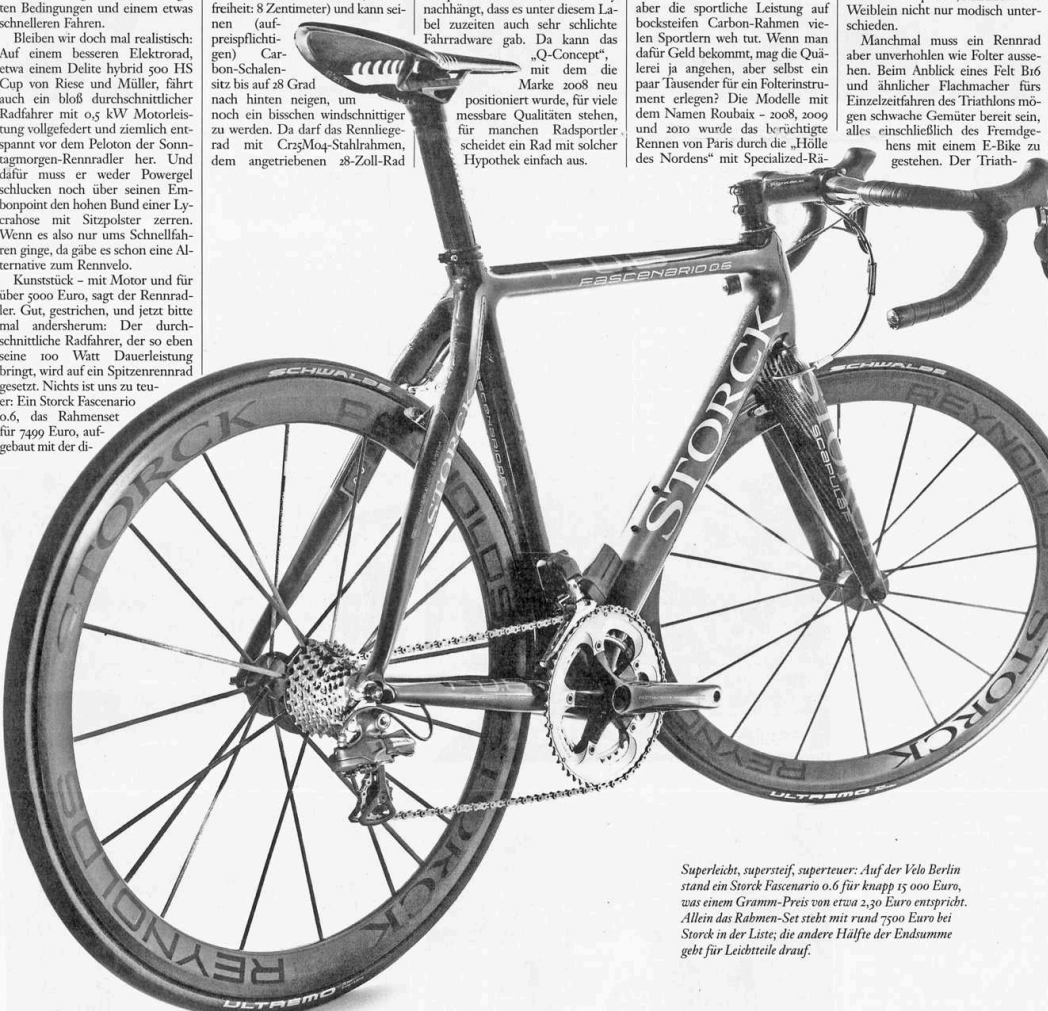 ten Bedingungen und einem etwas
schnelleren Fahren.
Bleiben wir doch mal realistisch:
Auf einem besseren Elektrorad,
etwa einem Delite hybrid 500 HS
Cup von Riese und Müller, fährt
auch ein bloß durchschnittlicher
Radfahrer mit 0,5 kW Motorleis-
tung vollgefedert und ziemlich ent-
spannt vor dem Peloton der Sonn-
tagmorgen-Rennradler her. Und
dafür muss er weder Powergel
schlucken noch über seinen Em-
bonpoint den hohen Bund einer Ly-
crahose mit Sitzpolster zerren.
Wenn es also nur ums Schnellfah-
ren ginge, da gäbe es schon eine Al-
ternative zum Rennvelo.
Kunststück – mit Motor und für
über 5000 Euro, sagt der Rennrad-
ler. Gut, gestrichen, und jetzt bitte
mal andersherum: Der durch-
schnittliche Radfahrer, der so eben
seine 100 Watt Dauerleistung
bringt, wird auf ein Spitzenrennrad
gesetzt. Nichts ist uns zu teu-
er: Ein Storck Fascenario
0.6, das Rahmenset
für 7499 Euro, auf-
gebaut mit der di-
freiheit: 8 Zentimeter) und kann sei-
nen (auf-
preispflichti-
gen) Car-
bon-Schalen-
sitz bis auf 28 Grad
nach hinten neigen, um
noch ein bisschen windschnittiger
zu werden. Da darf das Rennliege-
rad mit Cr25Mo4-Stahlrahmen,
dem angetriebenen 28-Zoll-Rad
nachhängt, dass es unter diesem La-
bel zuzeiten auch sehr schlichte
Fahrradware gab. Da kann das
„Q-Concept“,
mit dem die
Marke 2008 neu
positioniert wurde, für viele
messbare Qualitäten stehen,
für manchen Radsportler
scheidet ein Rad mit solcher
Hypothek einfach aus.
aber die sportliche Leistung auf
bocksteifen Carbon-Rahmen vie-
len Sportlern weh tut. Wenn man
dafür Geld bekommt, mag die Quä-
lerei ja angehen, aber selbst ein
paar Tausender für ein Folterinstru-
ment erlegen? Die Modelle mit
dem Namen Roubaix – 2008, 2009
und 2010 wurde das berüchtigte
Rennen von Paris durch die „Hölle
des Nordens“ mit Specialized-Rä-
Weiblein nicht nur modisch unter-
schieden.
Manchmal muss ein Rennrad
aber unverhohlen wie Folter ausse-
hen. Beim Anblick eines Felt B16
und ähnlicher Flachmacher fürs
Einzelzeitfahren des Triathlons mö-
gen schwache Gemüter bereit sein,
alles einschließlich des Fremdge-
hens mit einem E-Bike zu
gestehen. Der Triath-
FASCENARIO 0.6
STORCK
SCAPULAR
STORCK
SCHWALBE
STORCK
REYNOLDS
STORCK
REYNOLDS
ULTREMO
SCHWALBE
REYNOLDS
STORCK
REYNOLDS
ULTREMO
Superleicht, supersteif, superteuer: Auf der Velo Berlin
stand ein Storck Fascenario 0.6 für knapp 15 000 Euro,
was einem Gramm-Preis von etwa 2,30 Euro entspricht.
Allein das Rahmen-Set steht mit rund 7500 Euro bei
Storck in der Liste; die andere Hälfte der Endsumme
geht für Leichtteile drauf.